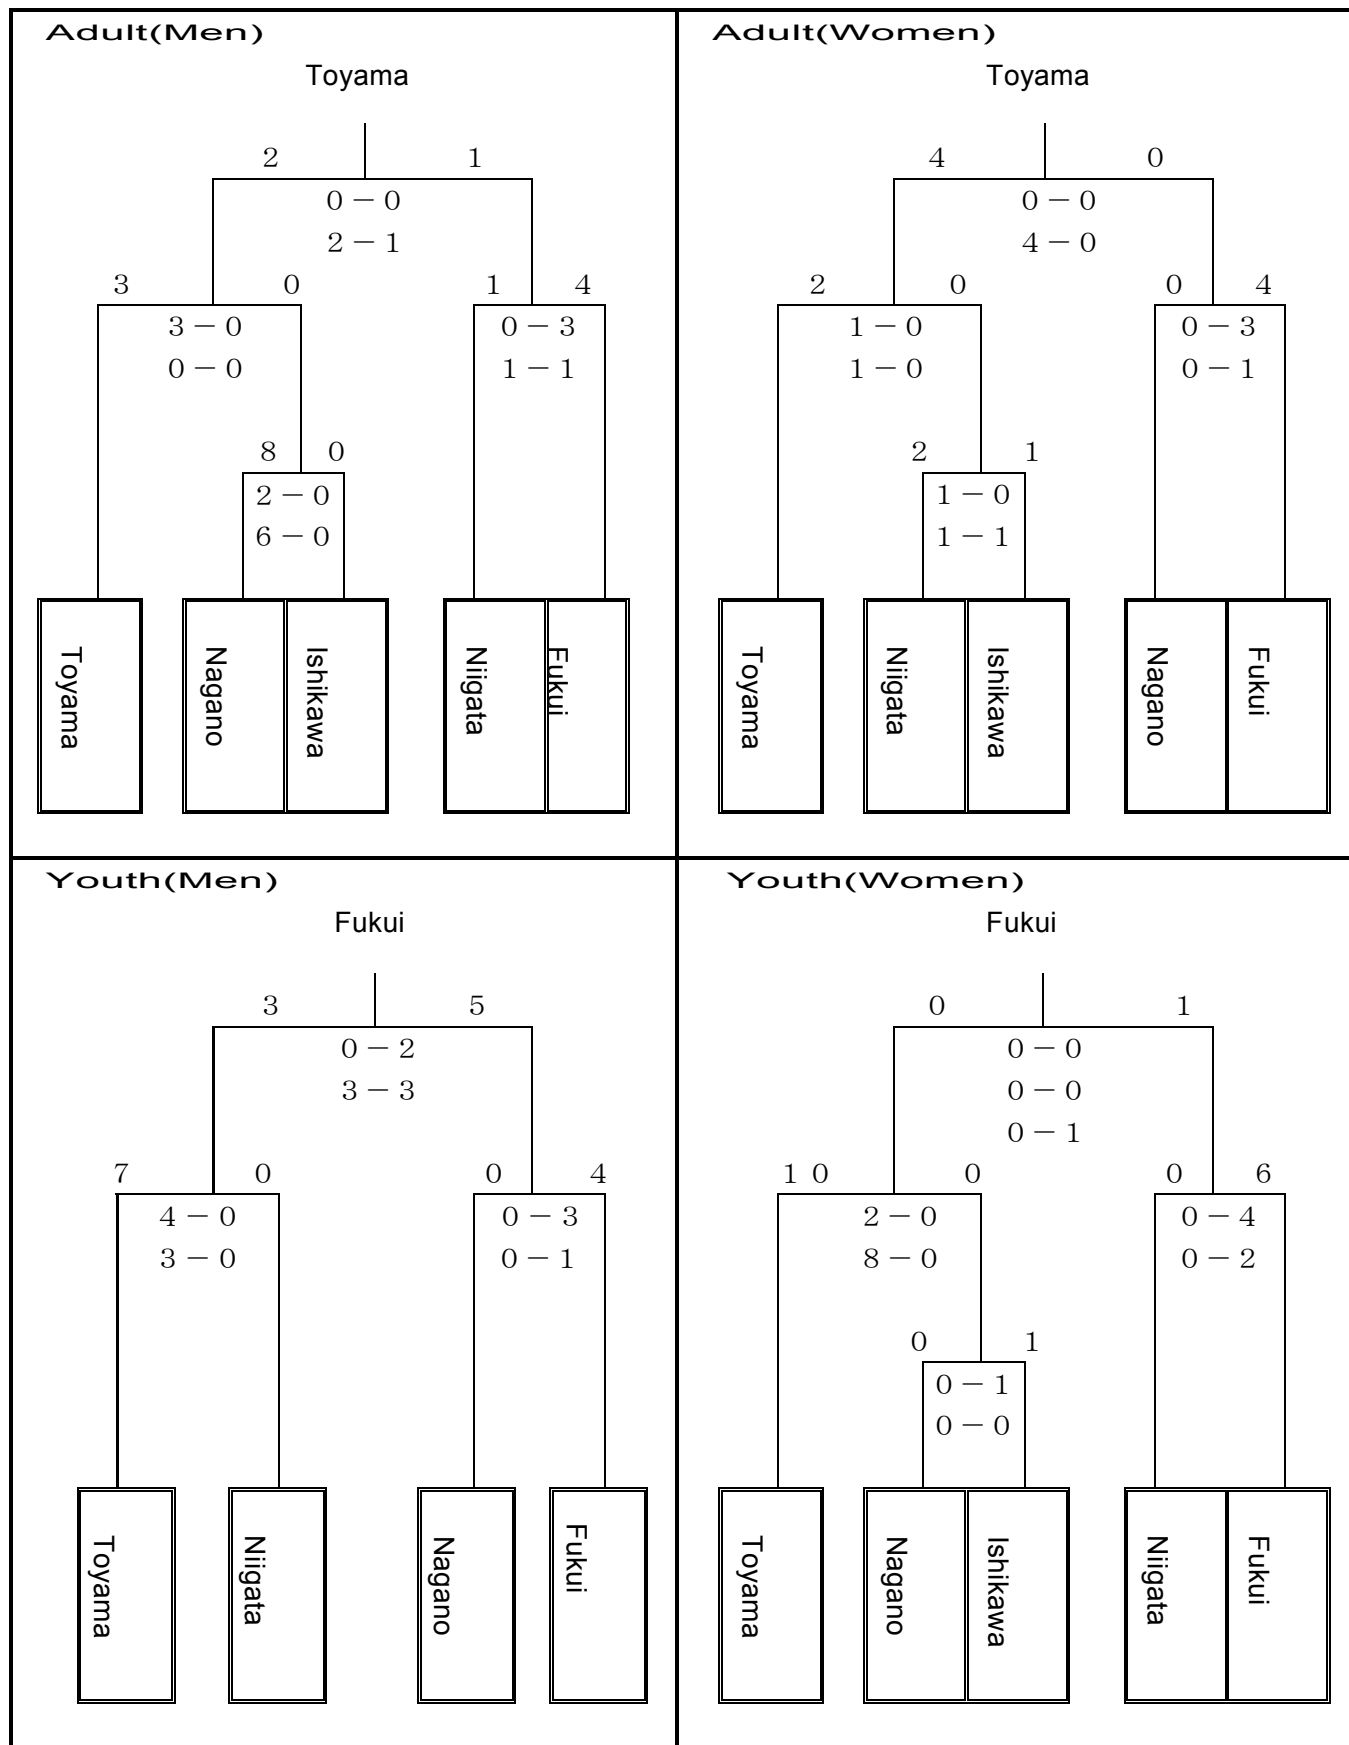 Adult(Men)
Toyama
2 1
0－0
2－1
3 0 1 4
3－0 0－3
0－0 1－1
8 0
2－0
6－0
Toyama
Nagano
Ishikawa
Niigata
Fukui
Adult(Women)
Toyama
4 0
0－0
4－0
2 0 0 4
1－0 0－3
1－0 0－1
2 1
1－0
1－1
Toyama
Niigata
Ishikawa
Nagano
Fukui
Youth(Men)
Fukui
3 5
0－2
3－3
7 0 0 4
4－0 0－3
3－0 0－1
Toyama
Niigata
Nagano
Fukui
Youth(Women)
Fukui
0 1
0－0
0－0
0－1
10 0 0 6
2－0 0－4
8－0 0－2
0 1
0－1
0－0
Toyama
Nagano
Ishikawa
Niigata
Fukui